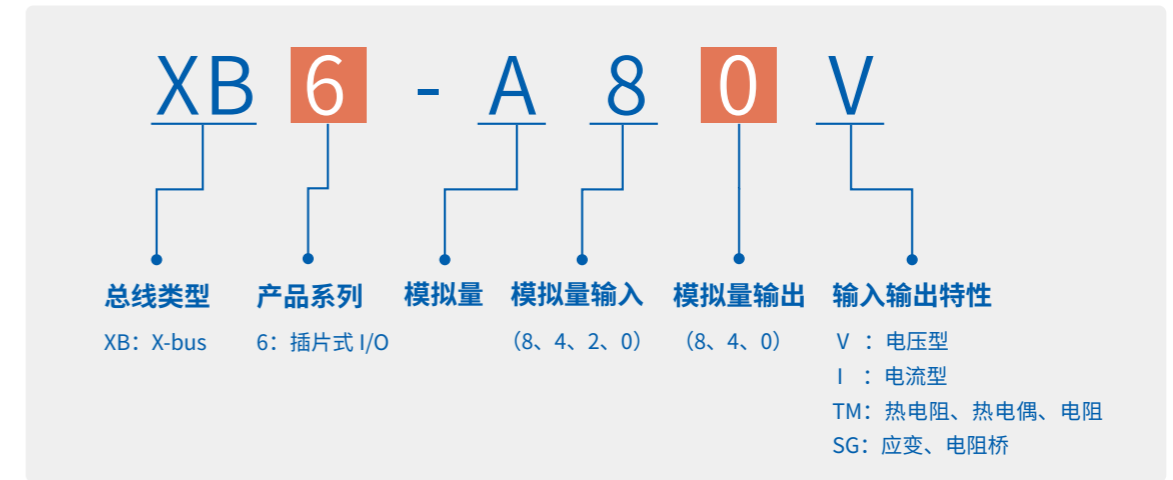 XB 6 - A 8 0 V
总线类型 产品系列 模拟量 模拟量输入 模拟量输出 输入输出特性
XB：X-bus 6：插片式 I/O （8、4、2、0） （8、4、0） V ：电压型
I ：电流型
TM：热电阻、热电偶、电阻
SG：应变、电阻桥